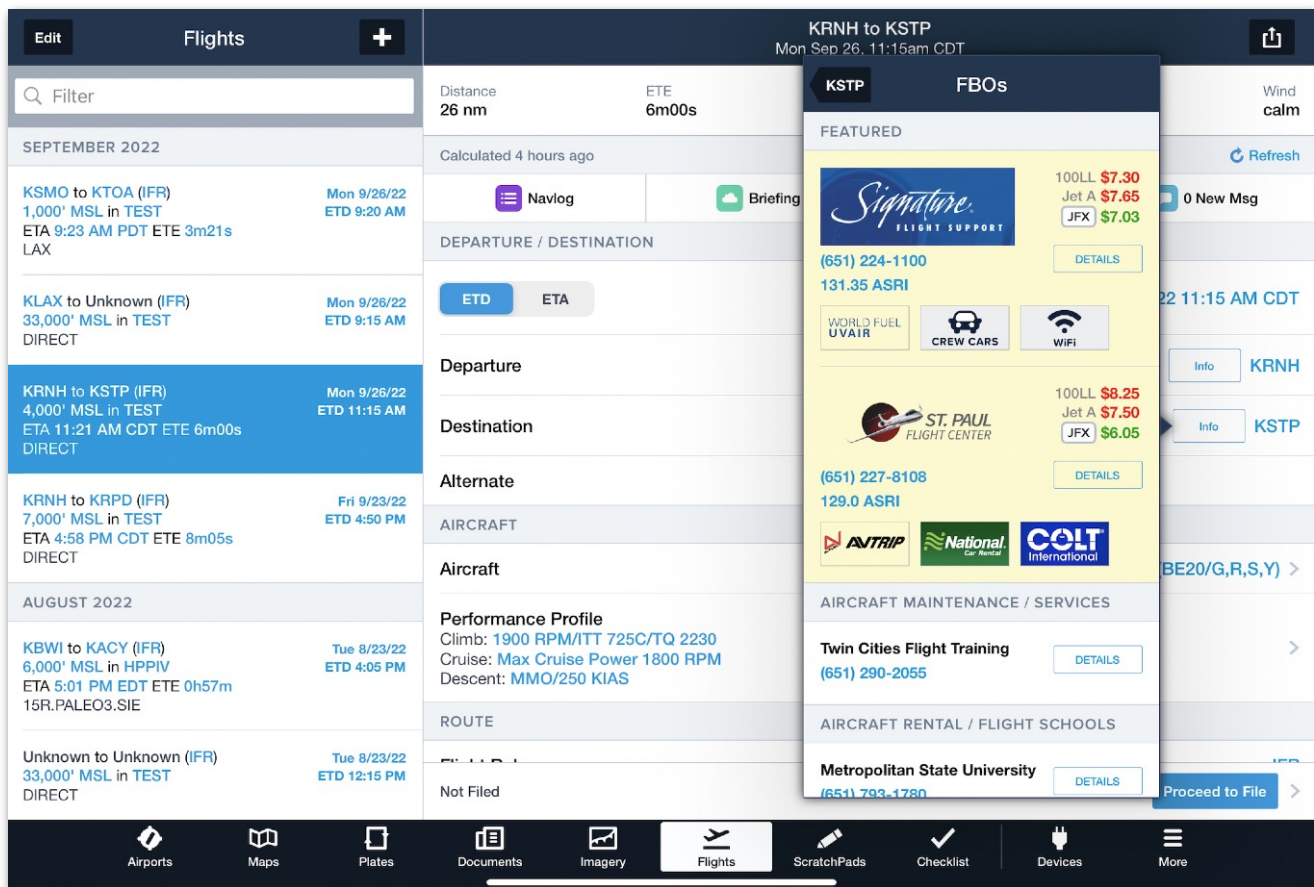 Edit
Flights
Filter
SEPTEMBER 2022
KSMO to KTOA (IFR)
Mon 9/26/22
1,000' MSL in TEST
ETD 9:20 AM
ETA 9:23 AM PDT ETE 3m21s
LAX
KLAX to Unknown (IFR)
Mon 9/26/22
33,000' MSL in TEST
ETD 9:15 AM
DIRECT
KRNH to KSTP (IFR)
Mon 9/26/22
4,000' MSL in TEST
ETD 11:15 AM
ETA 11:21 AM CDT ETE 6m00s
DIRECT
KRNH to KRPD (IFR)
Fri 9/23/22
7,000' MSL in TEST
ETD 4:50 PM
ETA 4:58 PM CDT ETE 8m05s
DIRECT
AUGUST 2022
KBWI to KACY (IFR)
Tue 8/23/22
6,000' MSL in HPPIV
ETD 4:05 PM
ETA 5:01 PM EDT ETE 0h57m
15R.PALEO3.SIE
Unknown to Unknown (IFR)
Tue 8/23/22
33,000' MSL in TEST
ETD 12:15 PM
DIRECT
KRNH to KSTP
Mon Sep 26, 11:15am CDT
Distance
26 nm
ETE
6m00s
Wind
calm
Calculated 4 hours ago
Refresh
Navlog
Briefing
0 New Msg
DEPARTURE / DESTINATION
ETD
ETA
22 11:15 AM CDT
Departure
Info
KRNH
Destination
Info
KSTP
Alternate
AIRCRAFT
Aircraft
(BE20/G,R,S,Y)
Performance Profile
Climb: 1900 RPM/ITT 725C/TQ 2230
Cruise: Max Cruise Power 1800 RPM
Descent: MMO/250 KIAS
ROUTE
Not Filed
Proceed to File
KSTP
FBOs
FEATURED
Signature
FLIGHT SUPPORT
100LL $7.30
Jet A $7.65
JFX $7.03
(651) 224-1100
131.35 ASRI
DETAILS
WORLD FUEL
UVAIR
CREW CARS
WiFi
ST. PAUL
FLIGHT CENTER
100LL $8.25
Jet A $7.50
JFX $6.05
(651) 227-8108
129.0 ASRI
DETAILS
AVTRIP
National.
Car Rental
COLT
International
AIRCRAFT MAINTENANCE / SERVICES
Twin Cities Flight Training
(651) 290-2055
DETAILS
AIRCRAFT RENTAL / FLIGHT SCHOOLS
Metropolitan State University
(651) 793-1780
DETAILS
Airports
Maps
Plates
Documents
Imagery
Flights
ScratchPads
Checklist
Devices
More